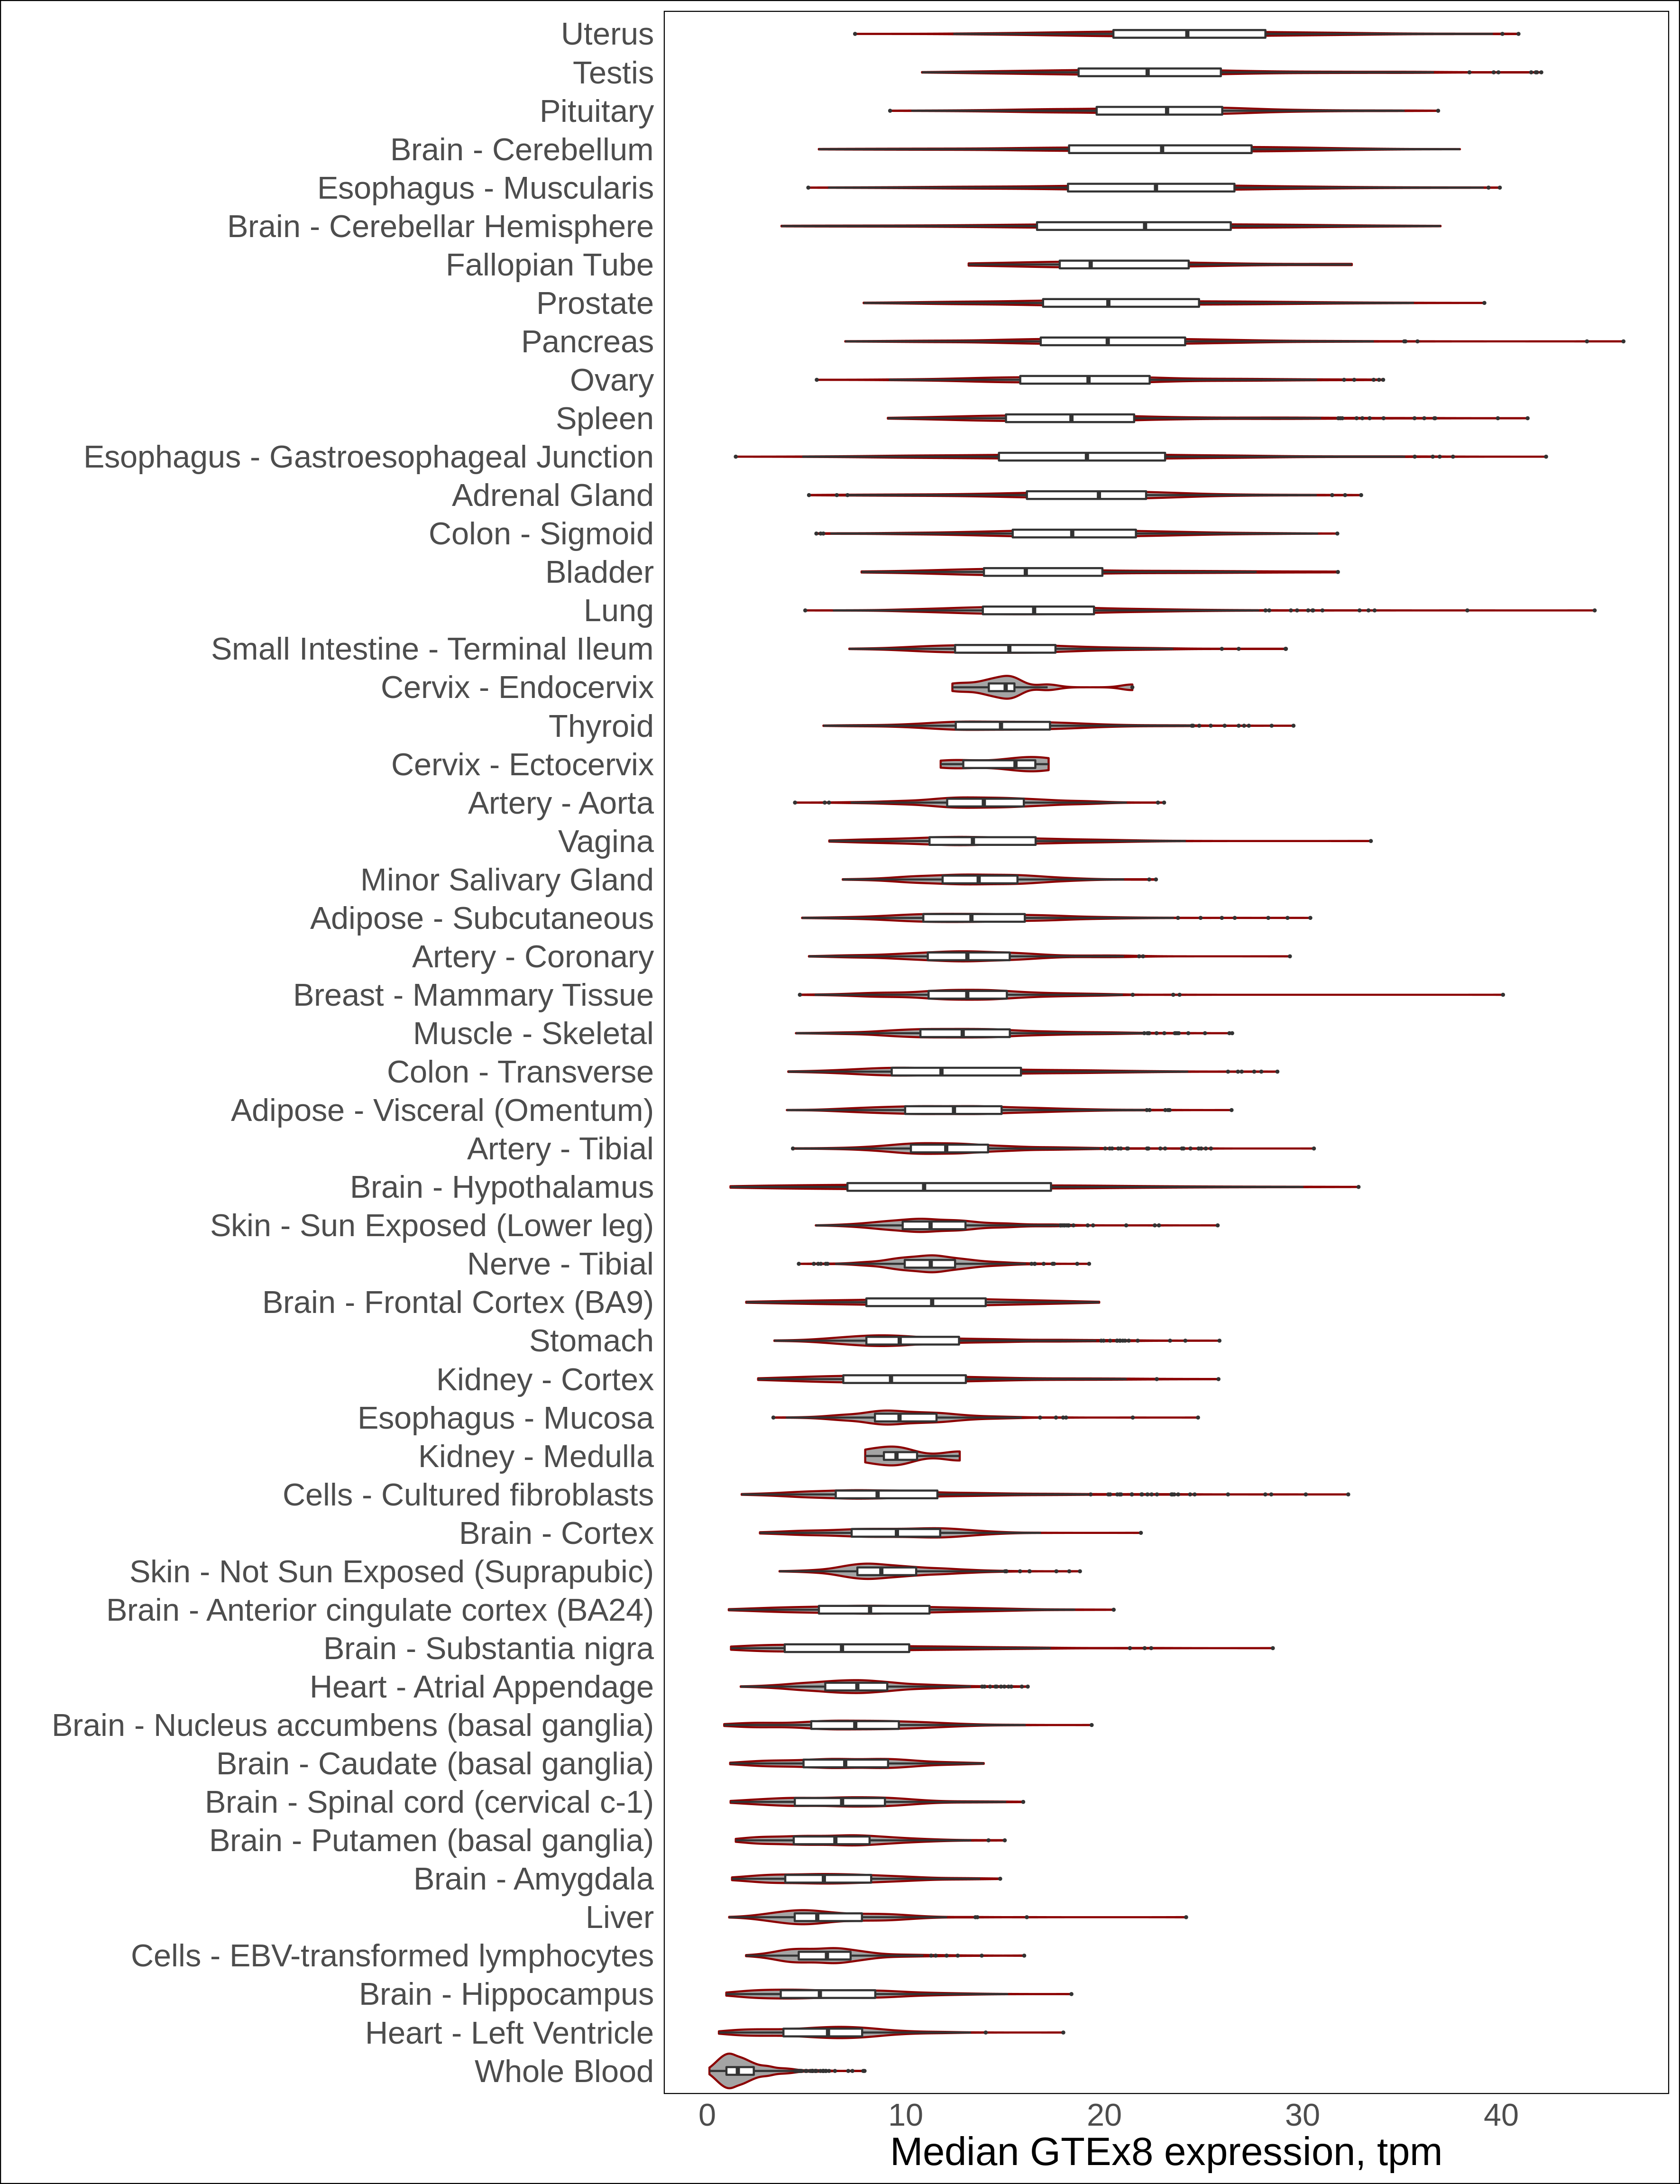 Uterus
Testis
Pituitary
Brain - Cerebellum
Esophagus - Muscularis
Brain - Cerebellar Hemisphere
Fallopian Tube
Prostate
Pancreas
Ovary
Spleen
Esophagus - Gastroesophageal Junction
Adrenal Gland
Colon - Sigmoid
Bladder
Lung
Small Intestine - Terminal Ileum
Cervix - Endocervix
Thyroid
Cervix - Ectocervix
Artery - Aorta
Vagina
Minor Salivary Gland
Adipose - Subcutaneous
Artery - Coronary
Breast - Mammary Tissue
Muscle - Skeletal
Colon - Transverse
Adipose - Visceral (Omentum)
Artery - Tibial
Brain - Hypothalamus
Skin - Sun Exposed (Lower leg)
Nerve - Tibial
Brain - Frontal Cortex (BA9)
Stomach
Kidney - Cortex
Esophagus - Mucosa
Kidney - Medulla
Cells - Cultured fibroblasts
Brain - Cortex
Skin - Not Sun Exposed (Suprapubic)
Brain - Anterior cingulate cortex (BA24)
Brain - Substantia nigra
Heart - Atrial Appendage
Brain - Nucleus accumbens (basal ganglia)
Brain - Caudate (basal ganglia)
Brain - Spinal cord (cervical c-1)
Brain - Putamen (basal ganglia)
Brain - Amygdala
Liver
Cells - EBV-transformed lymphocytes
Brain - Hippocampus
Heart - Left Ventricle
Whole Blood
0 10 20 30 40
Median GTEx8 expression, tpm